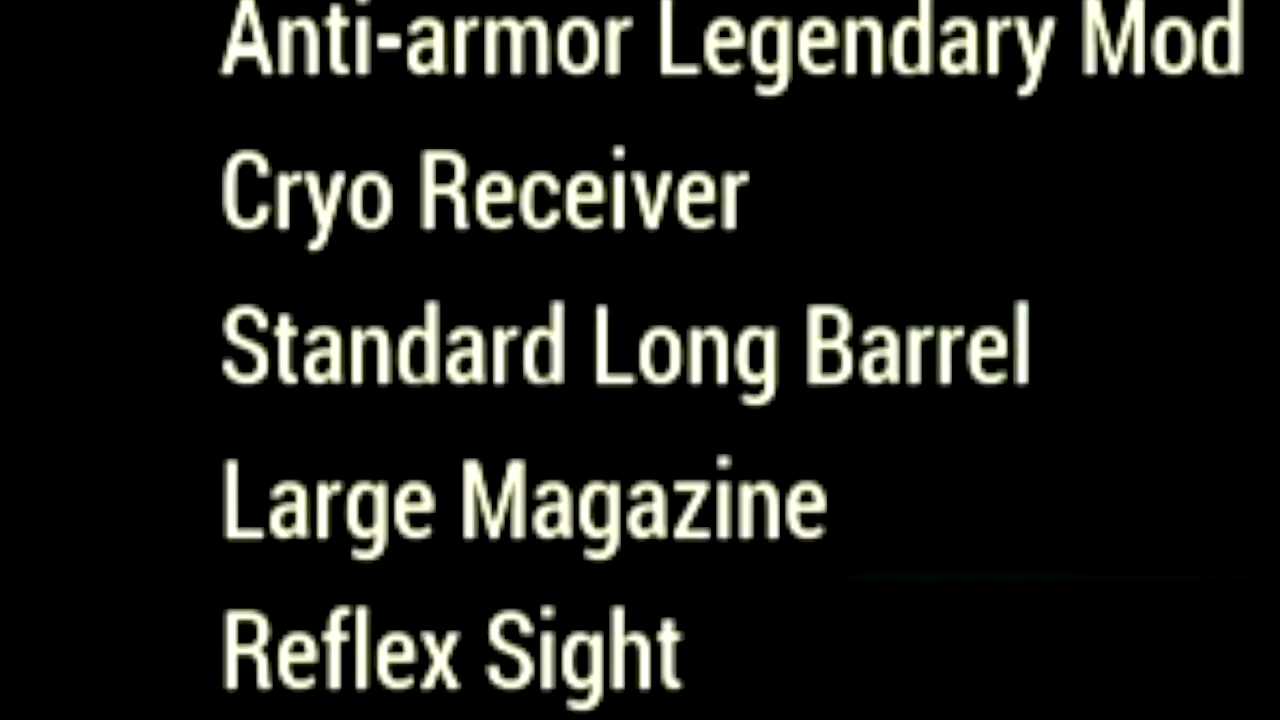 Anti-armor Legendary Mod
Cryo Receiver
Standard Long Barrel
Large Magazine
Reflex Sight